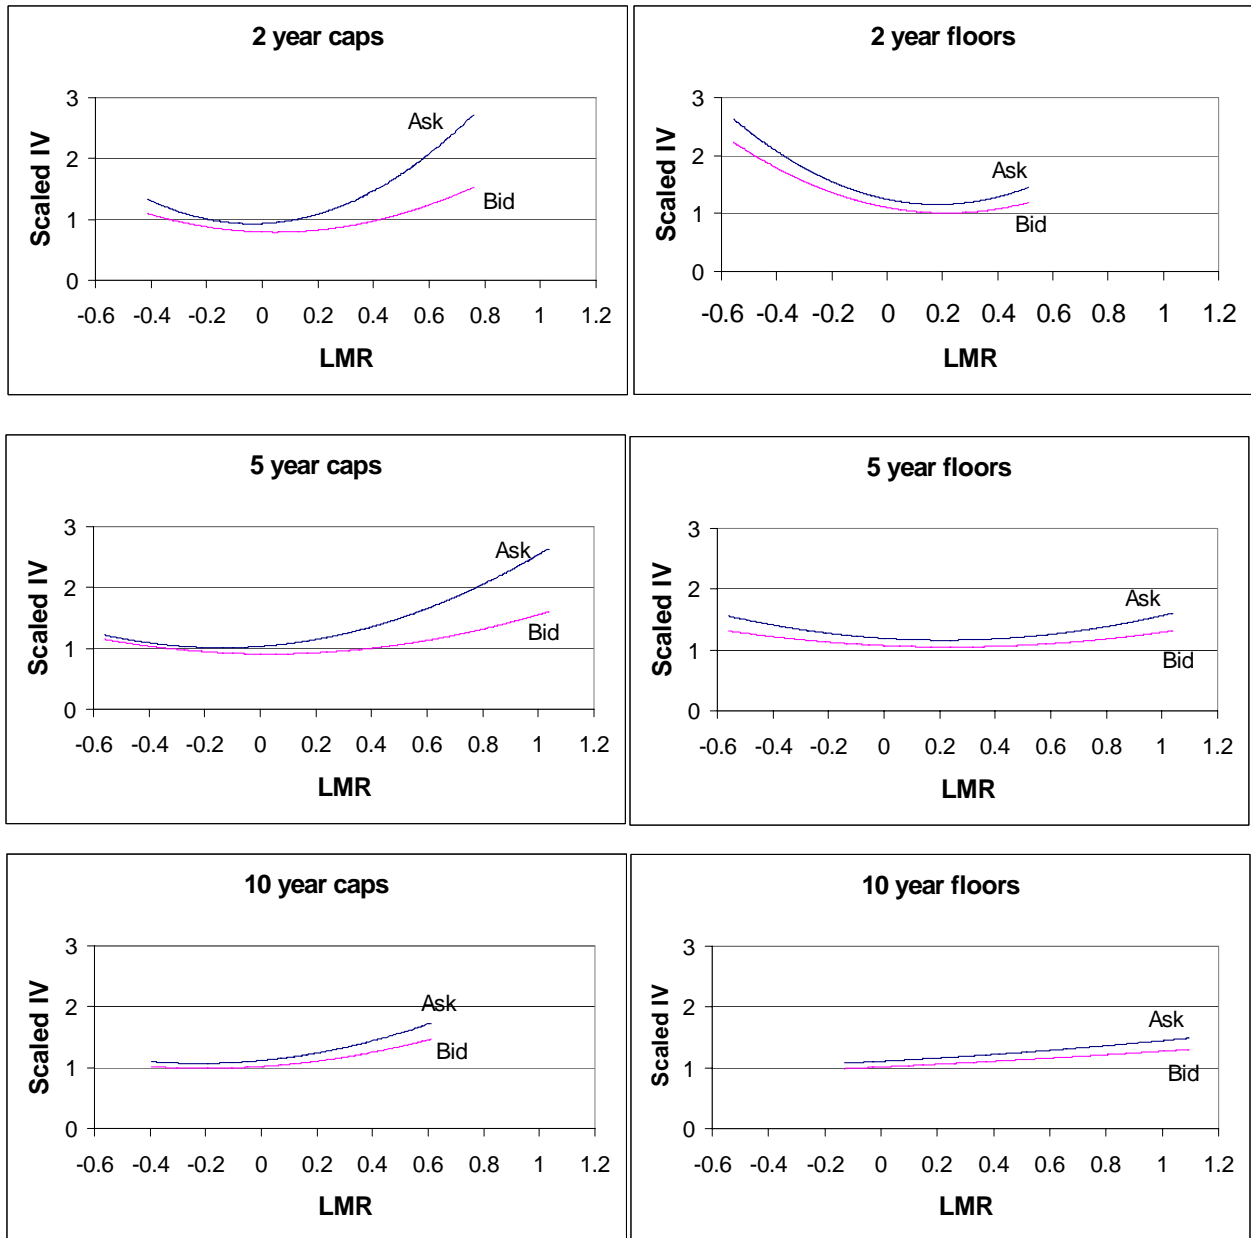 2 year caps
Scaled IV
3
2
1
0
Ask
Bid
-0.6 -0.4 -0.2 0 0.2 0.4 0.6 0.8 1 1.2
LMR
2 year floors
Scaled IV
3
2
1
0
Ask
Bid
-0.6 -0.4 -0.2 0 0.2 0.4 0.6 0.8 1 1.2
LMR
5 year caps
Scaled IV
3
2
1
0
Ask
Bid
-0.6 -0.4 -0.2 0 0.2 0.4 0.6 0.8 1 1.2
LMR
5 year floors
Scaled IV
3
2
1
0
Ask
Bid
-0.6 -0.4 -0.2 0 0.2 0.4 0.6 0.8 1 1.2
LMR
10 year caps
Scaled IV
3
2
1
0
Ask
Bid
-0.6 -0.4 -0.2 0 0.2 0.4 0.6 0.8 1 1.2
LMR
10 year floors
Scaled IV
3
2
1
0
Ask
Bid
-0.6 -0.4 -0.2 0 0.2 0.4 0.6 0.8 1 1.2
LMR